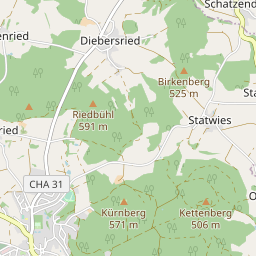 Schatzend
enried
Diebersried
Birkenberg
525 m
Sta
Riedbühl
591 m
Statwies
ried
CHA 31
O
Kürnberg
571 m
Kettenberg
506 m